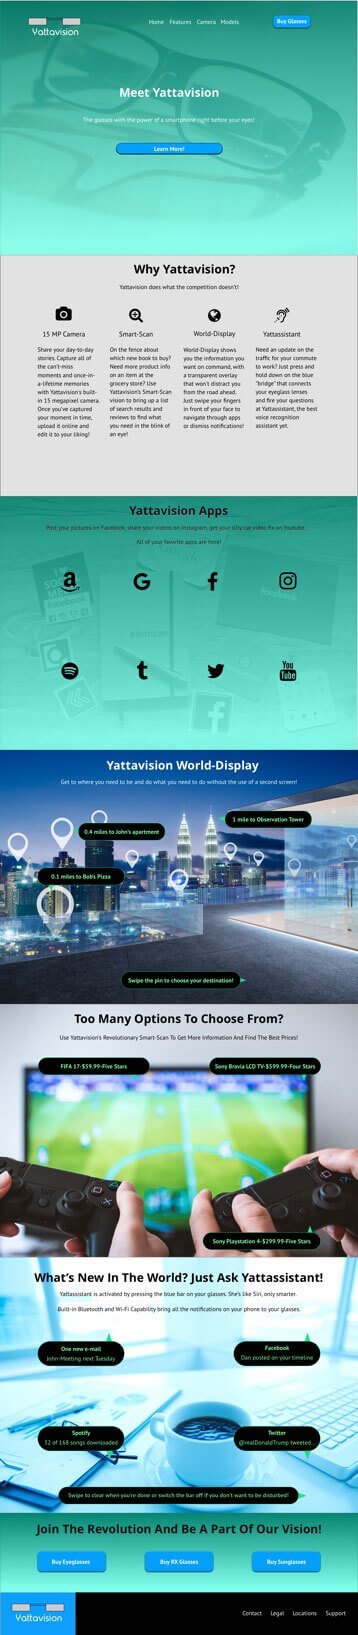 Yattavision
Home Features Camera Models
Buy Glasses
Meet Yattavision
The glasses with the power of a smartphone right before your eyes!
Learn More!
Why Yattavision?
Yattavision does what the competition doesn't!
15 MP Camera
Share your day-to-day
stories. Capture all of
the can't-miss
moments and once-in-
a-lifetime memories
with Yattavision's built-
in 15 megapixel camera.
Once you've captured
your moment in time,
upload it online and
edit it to your liking!
Smart-Scan
On the fence about
which new book to buy?
Need more product info
on an item at the
grocery store? Use
Yattavision's Smart-Scan
vision to bring up a list
of search results and
reviews to find what
you need in the blink of
an eye!
World-Display
World-Display shows
you the information you
want on command, with
a transparent overlay
that won't distract you
from the road ahead.
Just swipe your fingers
in front of your face to
navigate through apps
or dismiss notifications!
Yattassistant
Need an update on the
traffic for your commute
to work? Just press and
hold down on the blue
"bridge" that connects
your eyeglass lenses
and fire your questions
at Yattassistant, the best
voice recognition
assistant yet.
Yattavision Apps
Post your pictures on Facebook, share your videos on Instagram, get your silly cat video fix on Youtube...
All of your favorite apps are here!
You
Tube
facebook
#Notizen
facebook
Yattavision World-Display
Get to where you need to be and do what you need to do without the use of a second screen!
1 mile to Observation Tower
0.4 miles to John's apartment
0.1 miles to Bob's Pizza
Swipe the pin to choose your destination!
Too Many Options To Choose From?
Use Yattavision's Revolutionary Smart-Scan To Get More Information And Find The Best Prices!
FIFA 17-$59.99-Five Stars
Sony Bravia LCD TV-$599.99-Four Stars
Sony Playstation 4-$299.99-Five Stars
What's New In The World? Just Ask Yattassistant!
Yattassistant is activated by pressing the blue bar on your glasses. She's like Siri, only smarter.
Built-in Bluetooth and Wi-Fi Capability bring all the notifications on your phone to your glasses.
One new e-mail
John-Meeting next Tuesday
Facebook
Dan posted on your timeline
Spotify
32 of 168 songs downloaded
Twitter
@realDonaldTrump tweeted
Swipe to clear when you're done or switch the bar off if you don't want to be disturbed!
Join The Revolution And Be A Part Of Our Vision!
Buy Eyeglasses
Buy RX Glasses
Buy Sunglasses
Yattavision
Contact Legal Locations Support